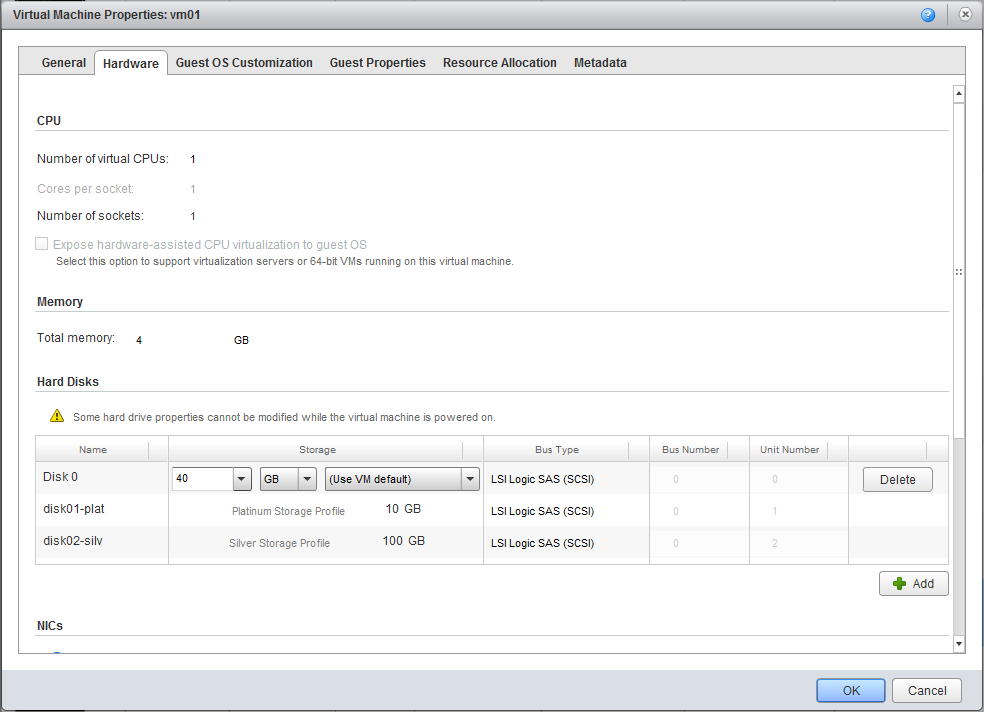 Virtual Machine Properties: vm01
General Hardware Guest OS Customization Guest Properties Resource Allocation Metadata
CPU
Number of virtual CPUs: 1
Cores per socket: 1
Number of sockets: 1
Expose hardware-assisted CPU virtualization to guest OS
Select this option to support virtualization servers or 64-bit VMs running on this virtual machine.
Memory
Total memory: 4 GB
Hard Disks
Some hard drive properties cannot be modified while the virtual machine is powered on.
Name Storage Bus Type Bus Number Unit Number
Disk 0 40 GB (Use VM default) LSI Logic SAS (SCSI) 0 0 Delete
disk01-plat Platinum Storage Profile 10 GB LSI Logic SAS (SCSI) 0 1
disk02-silv Silver Storage Profile 100 GB LSI Logic SAS (SCSI) 0 2
Add
NICs
OK Cancel